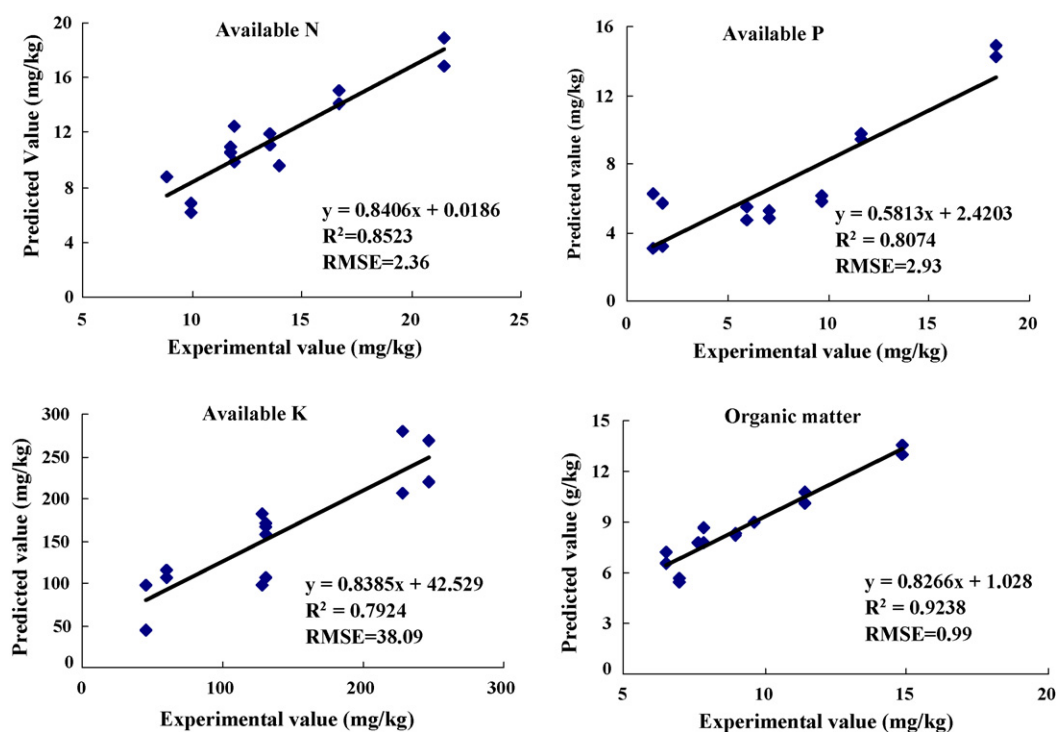 Available N
Predicted Value (mg/kg)
20
16
12
8
4
0
y = 0.8406x + 0.0186
R²=0.8523
RMSE=2.36
5
10
15
20
25
Experimental value (mg/kg)
Available P
Predicted value (mg/kg)
16
12
8
4
0
y = 0.5813x + 2.4203
R² = 0.8074
RMSE=2.93
0
5
10
15
20
Experimental value (mg/kg)
Available K
Predicted value (mg/kg)
300
250
200
150
100
50
0
y = 0.8385x + 42.529
R² = 0.7924
RMSE=38.09
0
100
200
300
Experimental value (mg/kg)
Organic matter
Predicted value (g/kg)
15
12
9
6
3
0
y = 0.8266x + 1.028
R² = 0.9238
RMSE=0.99
5
10
15
20
Experimental value (mg/kg)